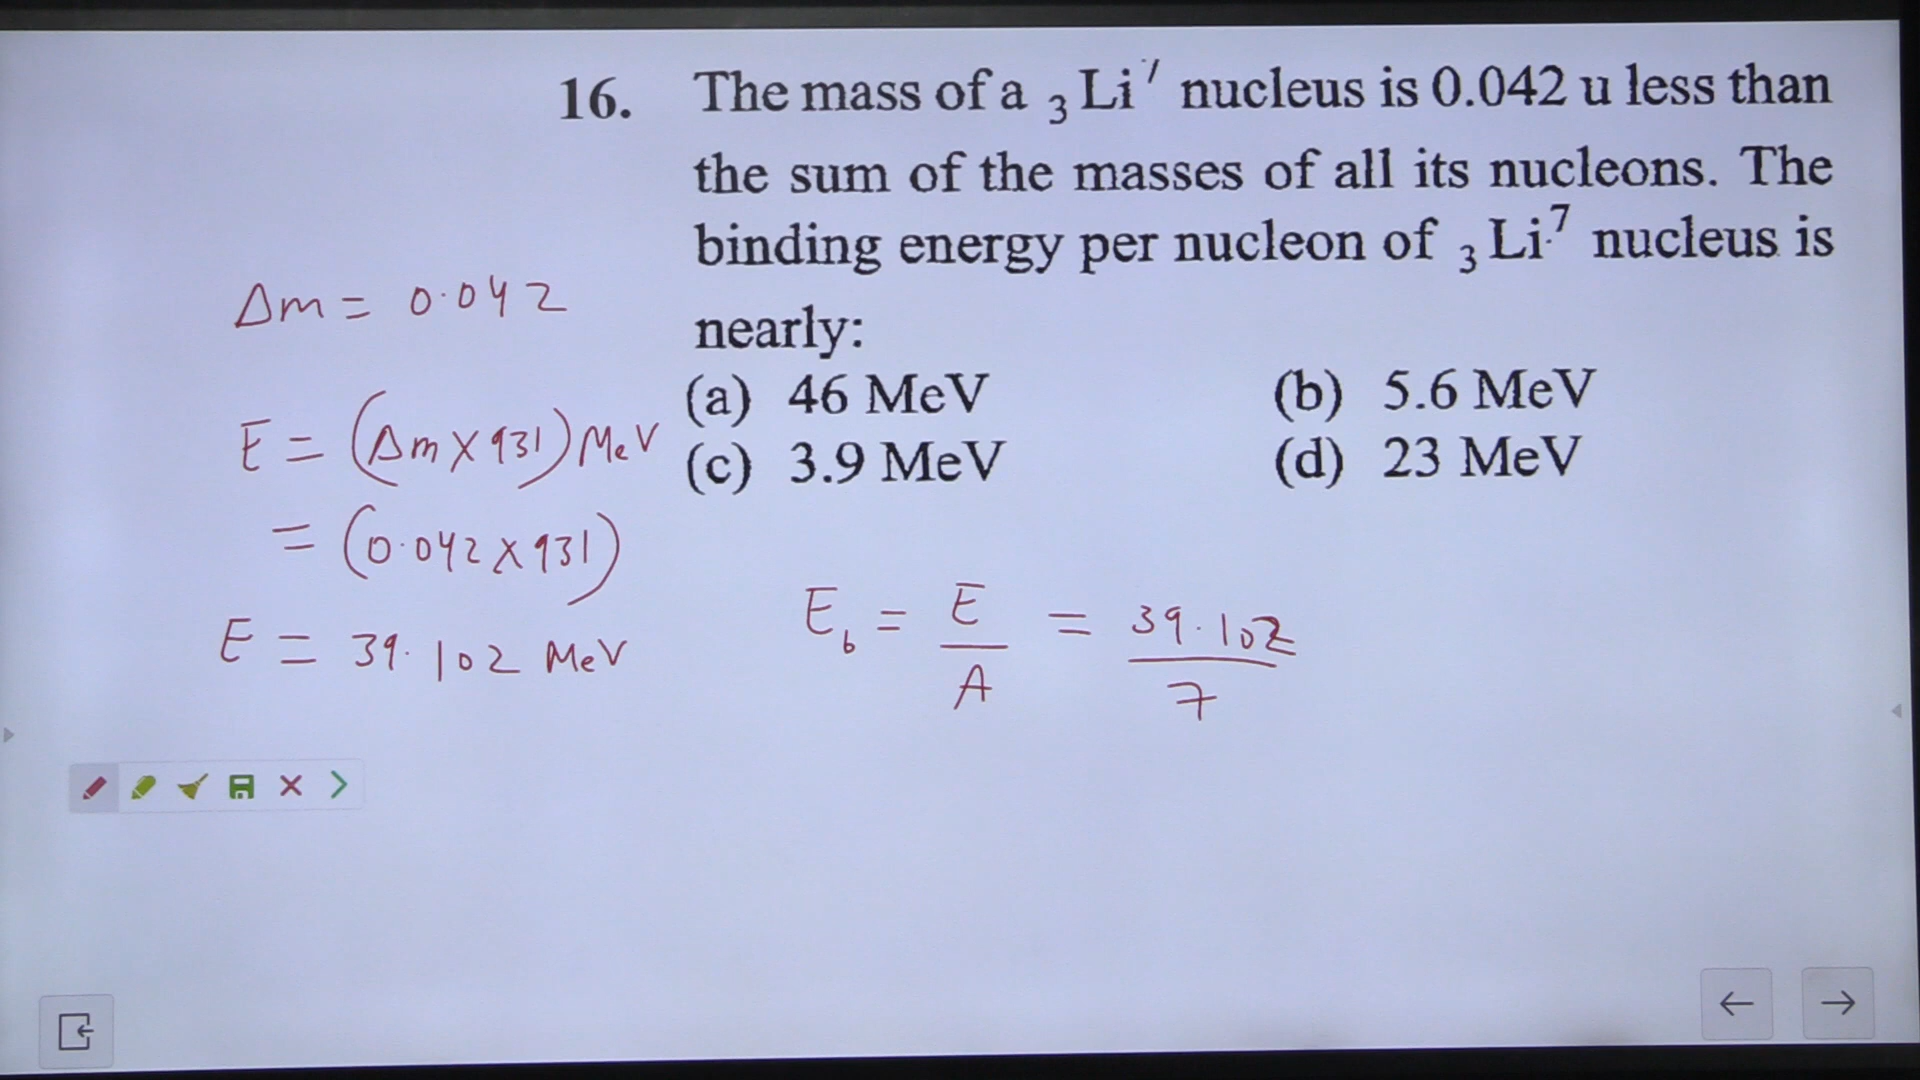 16. The mass of a ₃Li⁷ nucleus is 0.042 u less than
the sum of the masses of all its nucleons. The
binding energy per nucleon of ₃Li⁷ nucleus is
nearly:
(a) 46 MeV (b) 5.6 MeV
(c) 3.9 MeV (d) 23 MeV
Δm = 0.042
E = (Δm X 931) MeV
= (0.042 X 931)
E = 39.102 MeV
E_b = E/A = 39.102/7